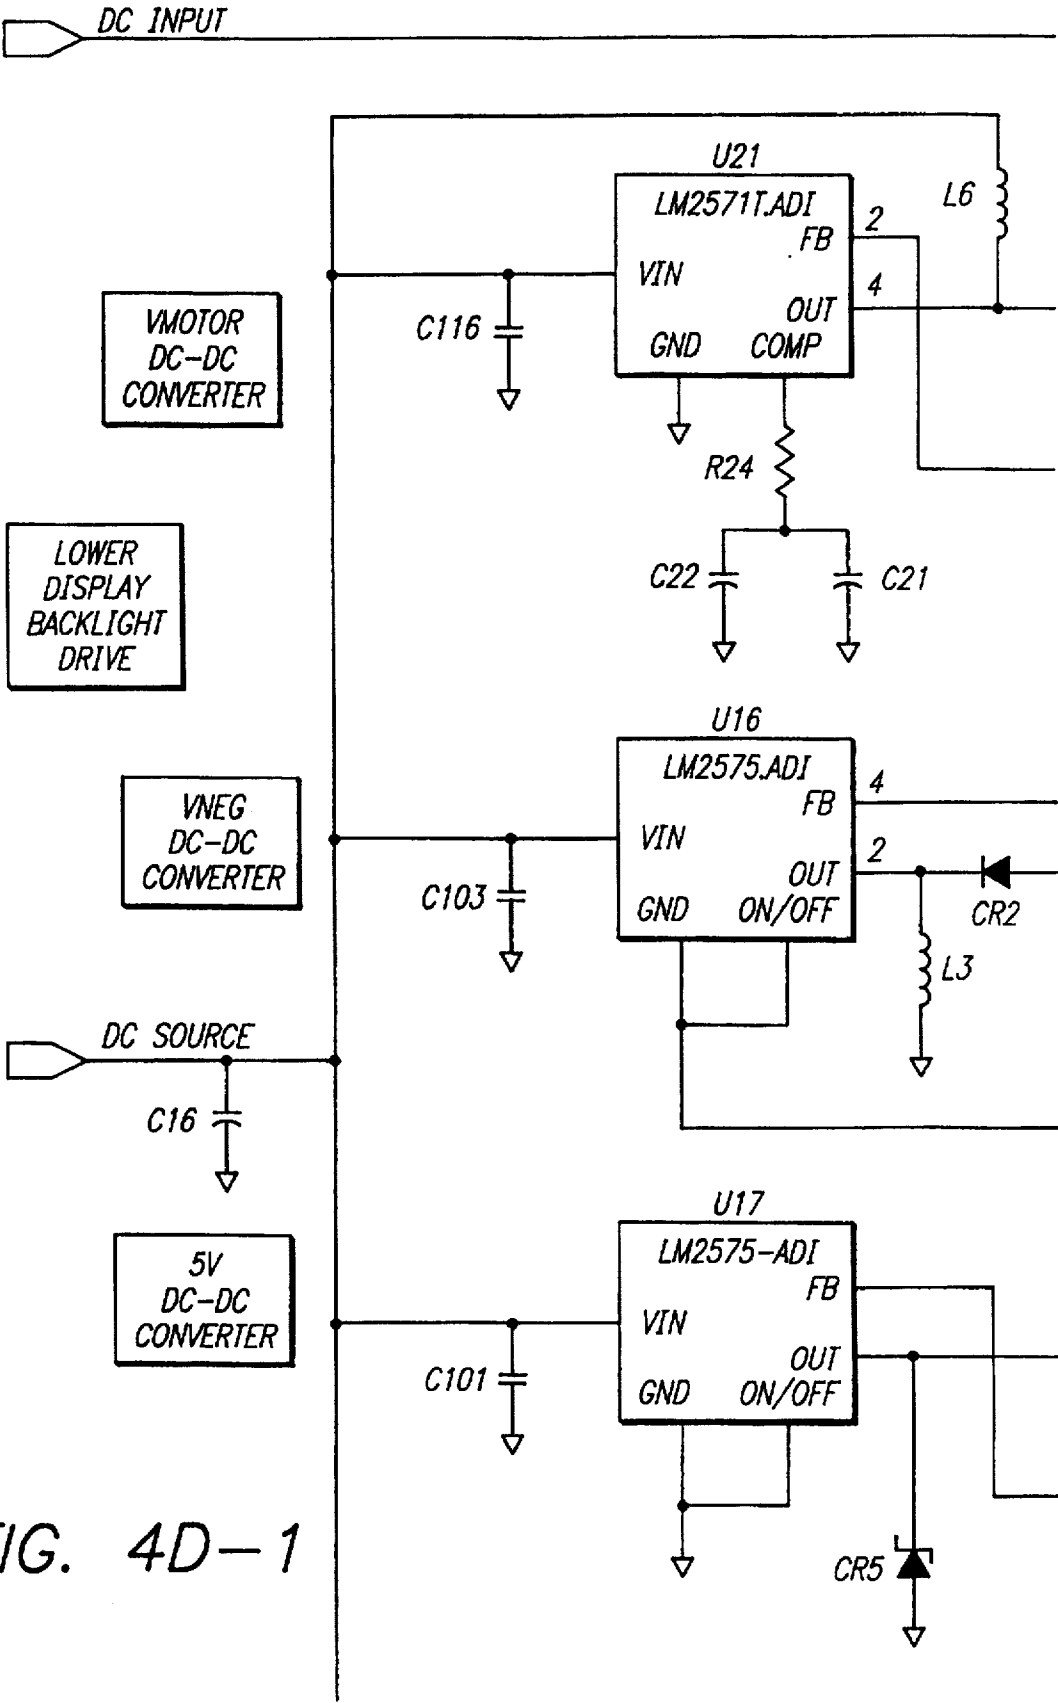 DC INPUT
U21
LM2571T.ADJ
FB
2
L6
VIN
4
OUT
GND
COMP
C116
VMOTOR
DC-DC
CONVERTER
R24
LOWER
DISPLAY
BACKLIGHT
DRIVE
C22
C21
U16
LM2575.ADJ
FB
4
VIN
2
OUT
GND
ON/OFF
CR2
C103
L3
VNEG
DC-DC
CONVERTER
DC SOURCE
C16
U17
LM2575-ADJ
FB
VIN
OUT
GND
ON/OFF
C101
5V
DC-DC
CONVERTER
CR5
IG. 4D-1